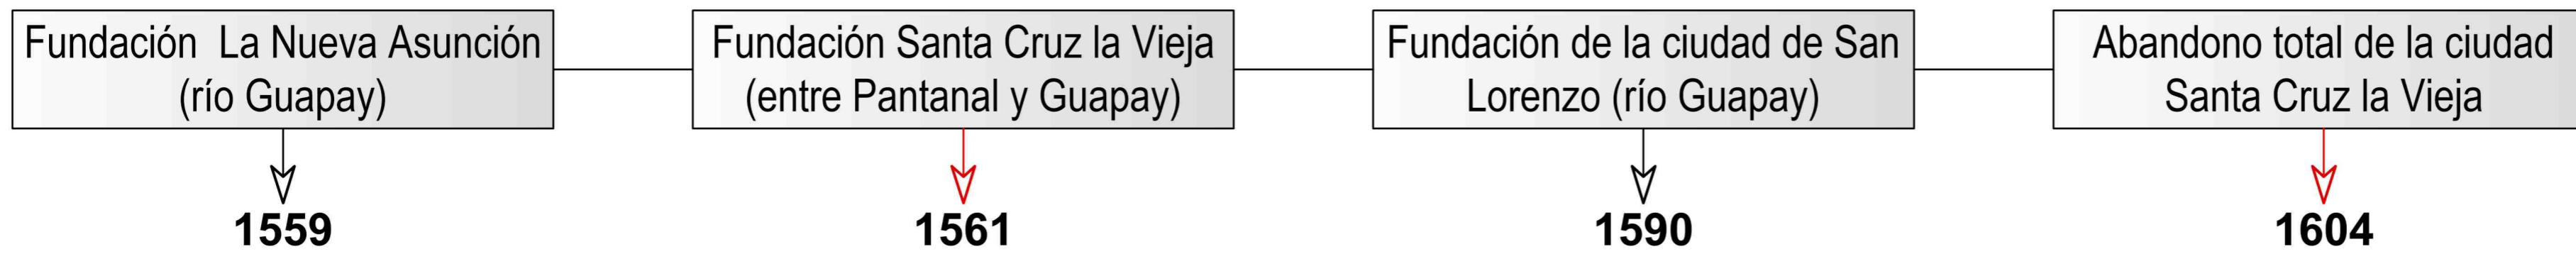 Fundación  La Nueva Asunción
(río Guapay)
1559
Fundación Santa Cruz la Vieja
(entre Pantanal y Guapay)
1561
Fundación de la ciudad de San
Lorenzo (río Guapay)
1590
Abandono total de la ciudad
Santa Cruz la Vieja
1604